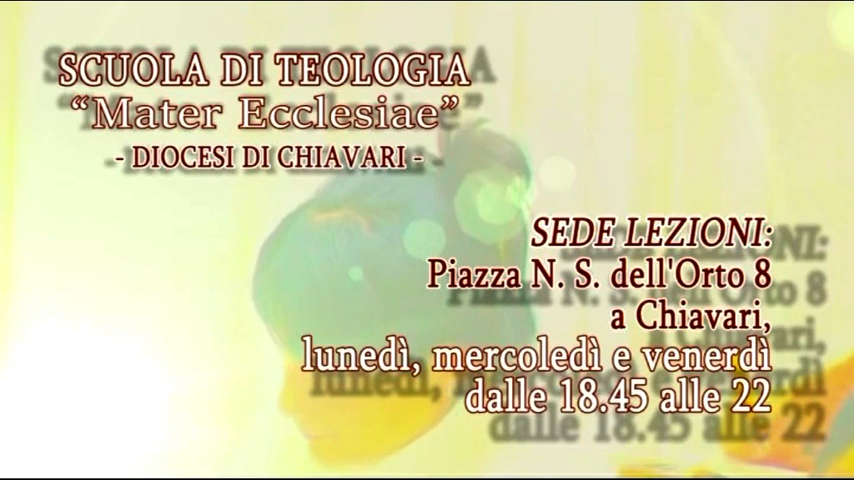 SCUOLA DI TEOLOGIA
“Mater Ecclesiae”
- DIOCESI DI CHIAVARI -
SEDE LEZIONI:
Piazza N. S. dell'Orto 8
a Chiavari,
lunedì, mercoledì e venerdì
dalle 18.45 alle 22